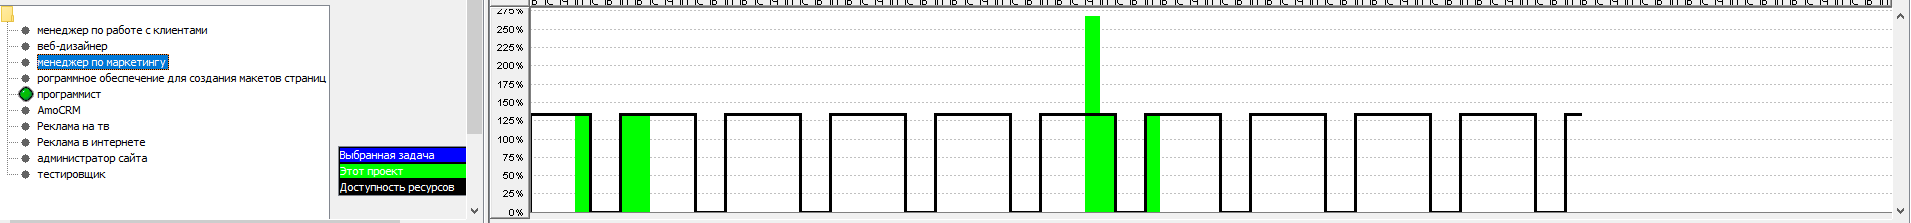 менеджер по работе с клиентами
веб-дизайнер
менеджер по маркетингу
рограммное обеспечение для создания макетов страниц
программист
AmoCRM
Реклама на тв
Реклама в интернете
администратор сайта
тестировщик
Выбранная задача
Этот проект
Доступность ресурсов
275%
250%
225%
200%
175%
150%
125%
100%
75%
50%
25%
0%